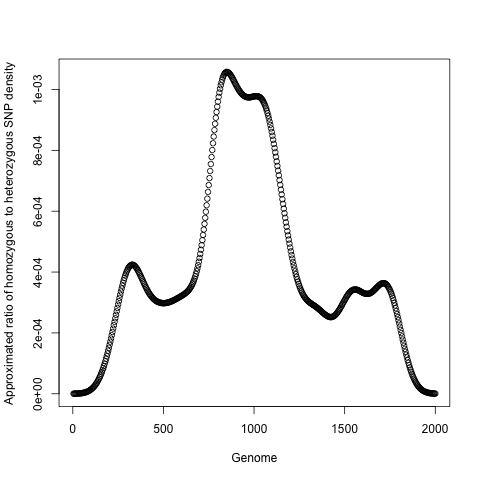 Approximated ratio of homozygous to heterozygous SNP density
1e-03
8e-04
6e-04
4e-04
2e-04
0e+00
0 500 1000 1500 2000
Genome